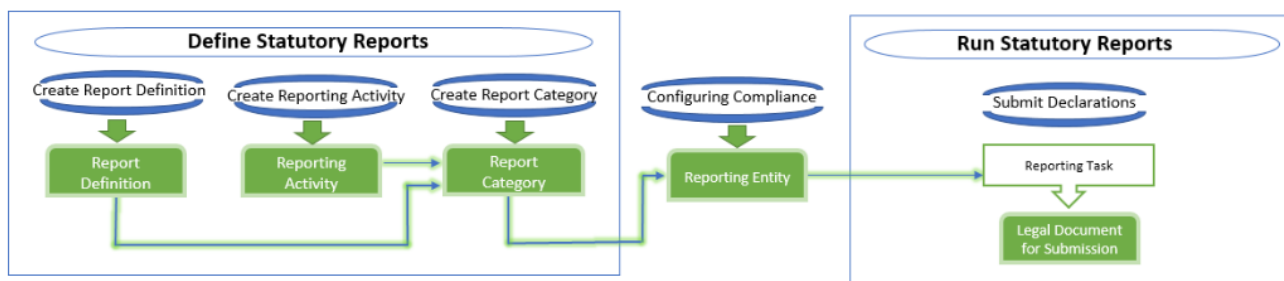 Define Statutory Reports
Create Report Definition
Create Reporting Activity
Create Report Category
Report
Definition
Reporting
Activity
Report
Category
Configuring Compliance
Reporting Entity
Run Statutory Reports
Submit Declarations
Reporting Task
Legal Document
for Submission